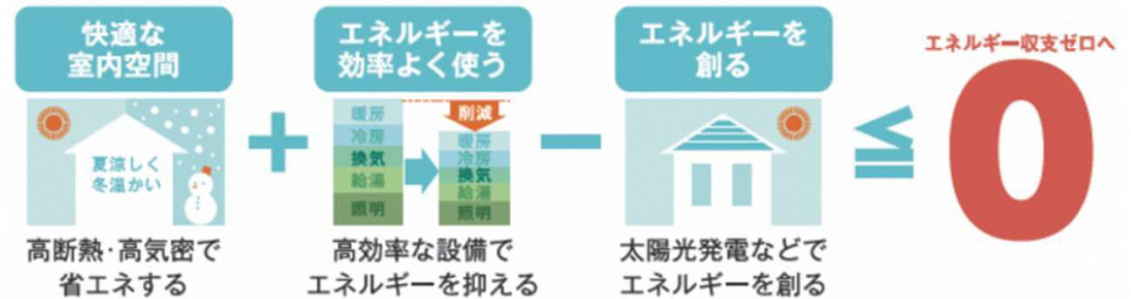 快適な
室内空間
夏涼しく
冬温かい
高断熱･高気密で
省エネする
+
エネルギーを
効率よく使う
暖房
冷房
換気
給湯
照明
削減
暖房
冷房
換気
給湯
照明
高効率な設備で
エネルギーを抑える
−
エネルギーを
創る
太陽光発電などで
エネルギーを創る
≦
エネルギー収支ゼロへ
0